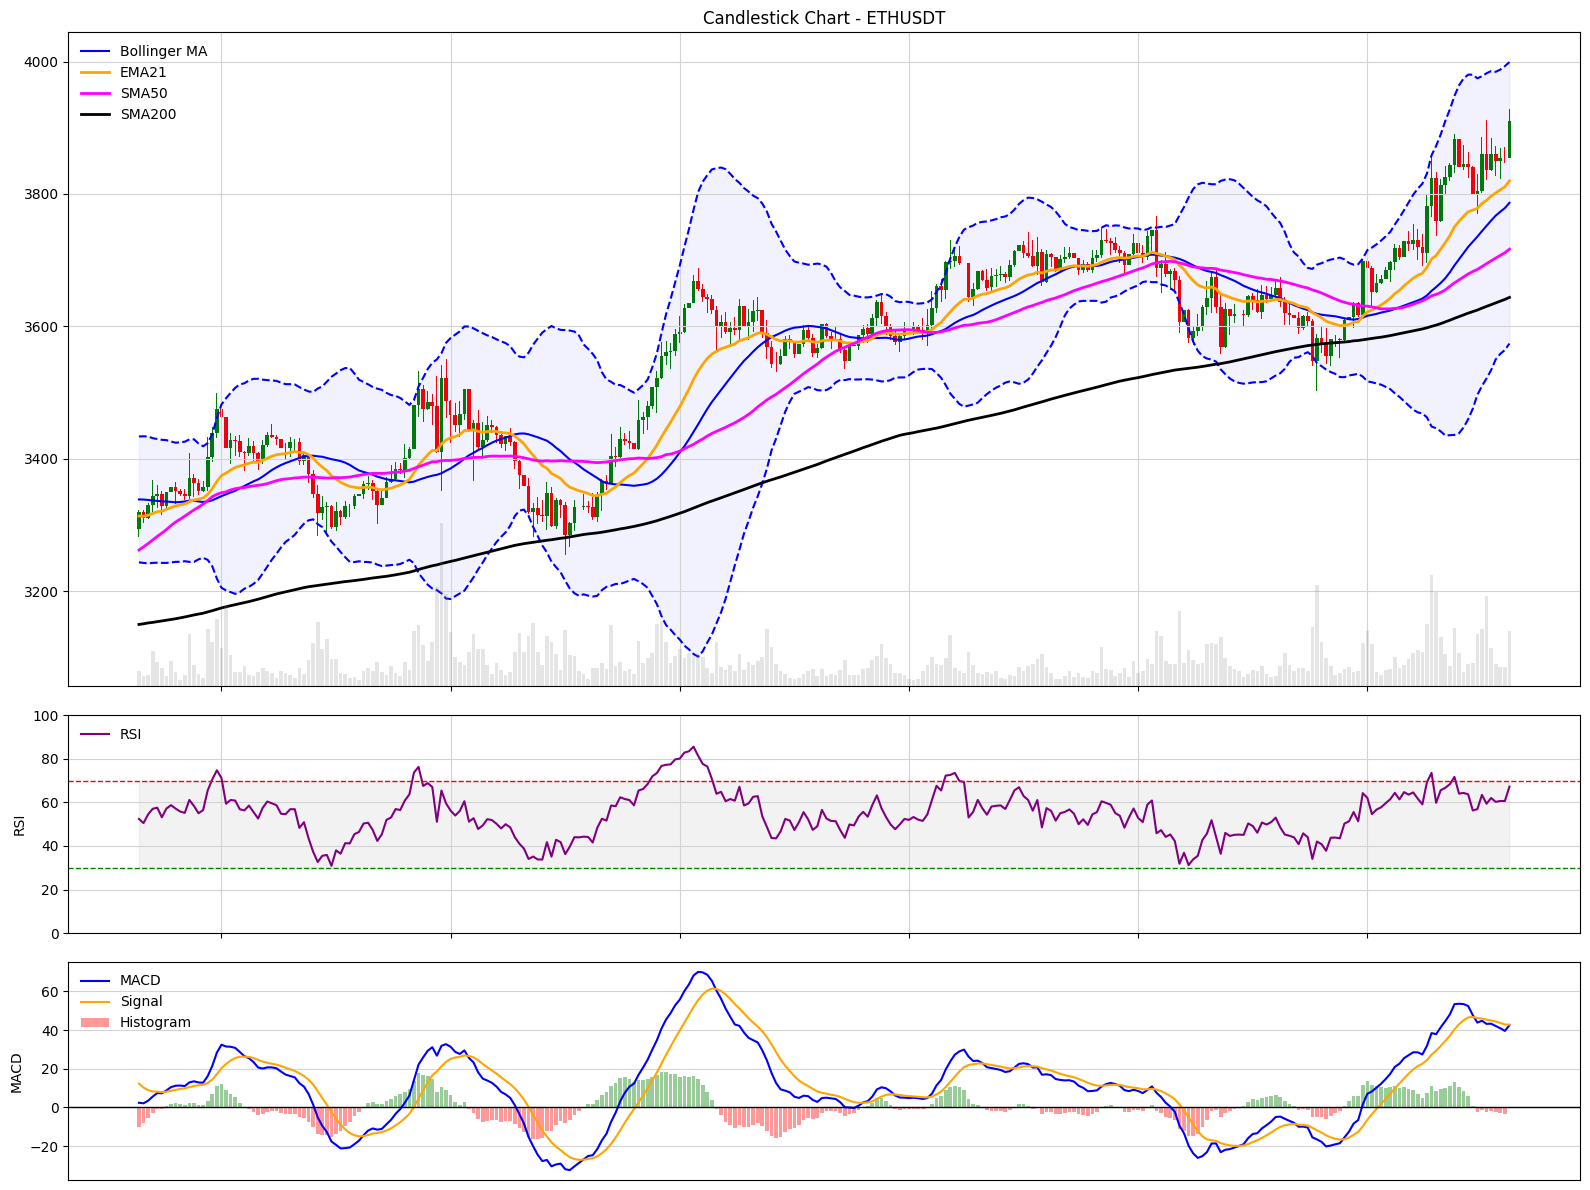 Candlestick Chart - ETHUSDT
Bollinger MA
EMA21
SMA50
SMA200
4000
3800
3600
3400
3200
RSI
100
80
60
40
20
0
RSI
MACD
Signal
Histogram
60
40
20
0
−20
MACD